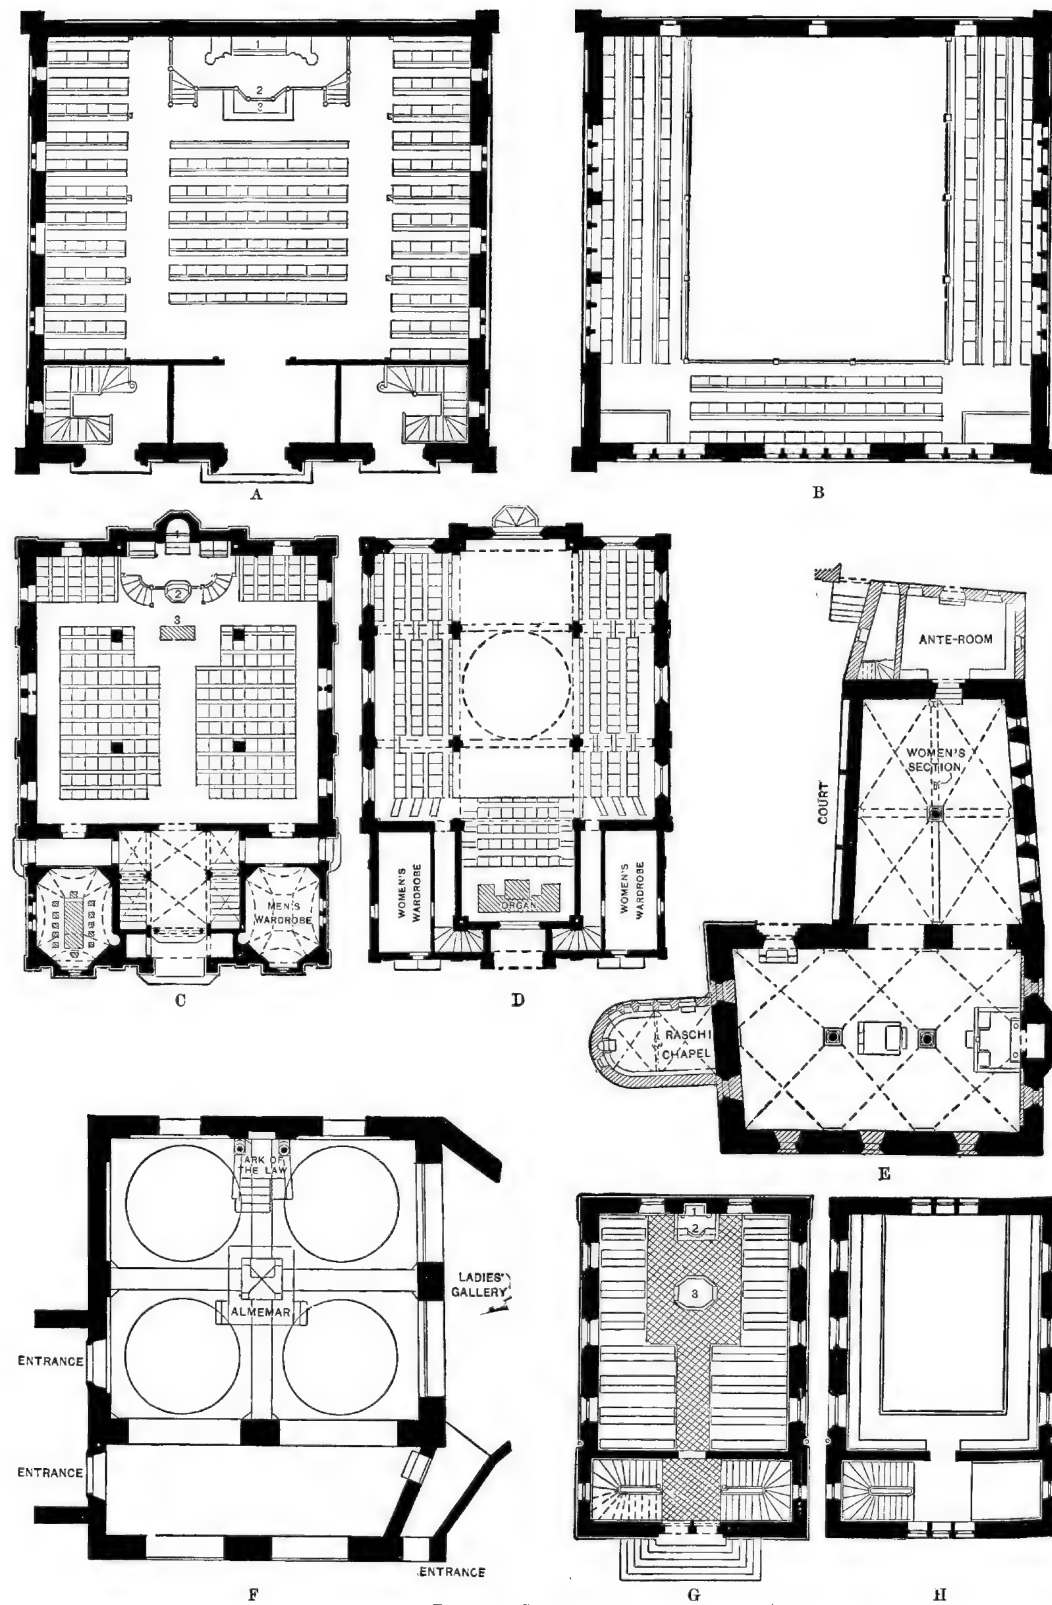 1
2
3
A
B
1
2
3
MEN'S
WARDROBE
C
WOMEN'S
WARDROBE
ORGAN
WOMEN'S
WARDROBE
D
ANTE-ROOM
WOMEN'S
SECTION
COURT
RASCHI
CHAPEL
E
ARK OF
THE LAW
ALMEMAR
LADIES'
GALLERY
ENTRANCE
ENTRANCE
ENTRANCE
F
1
2
3
G
H